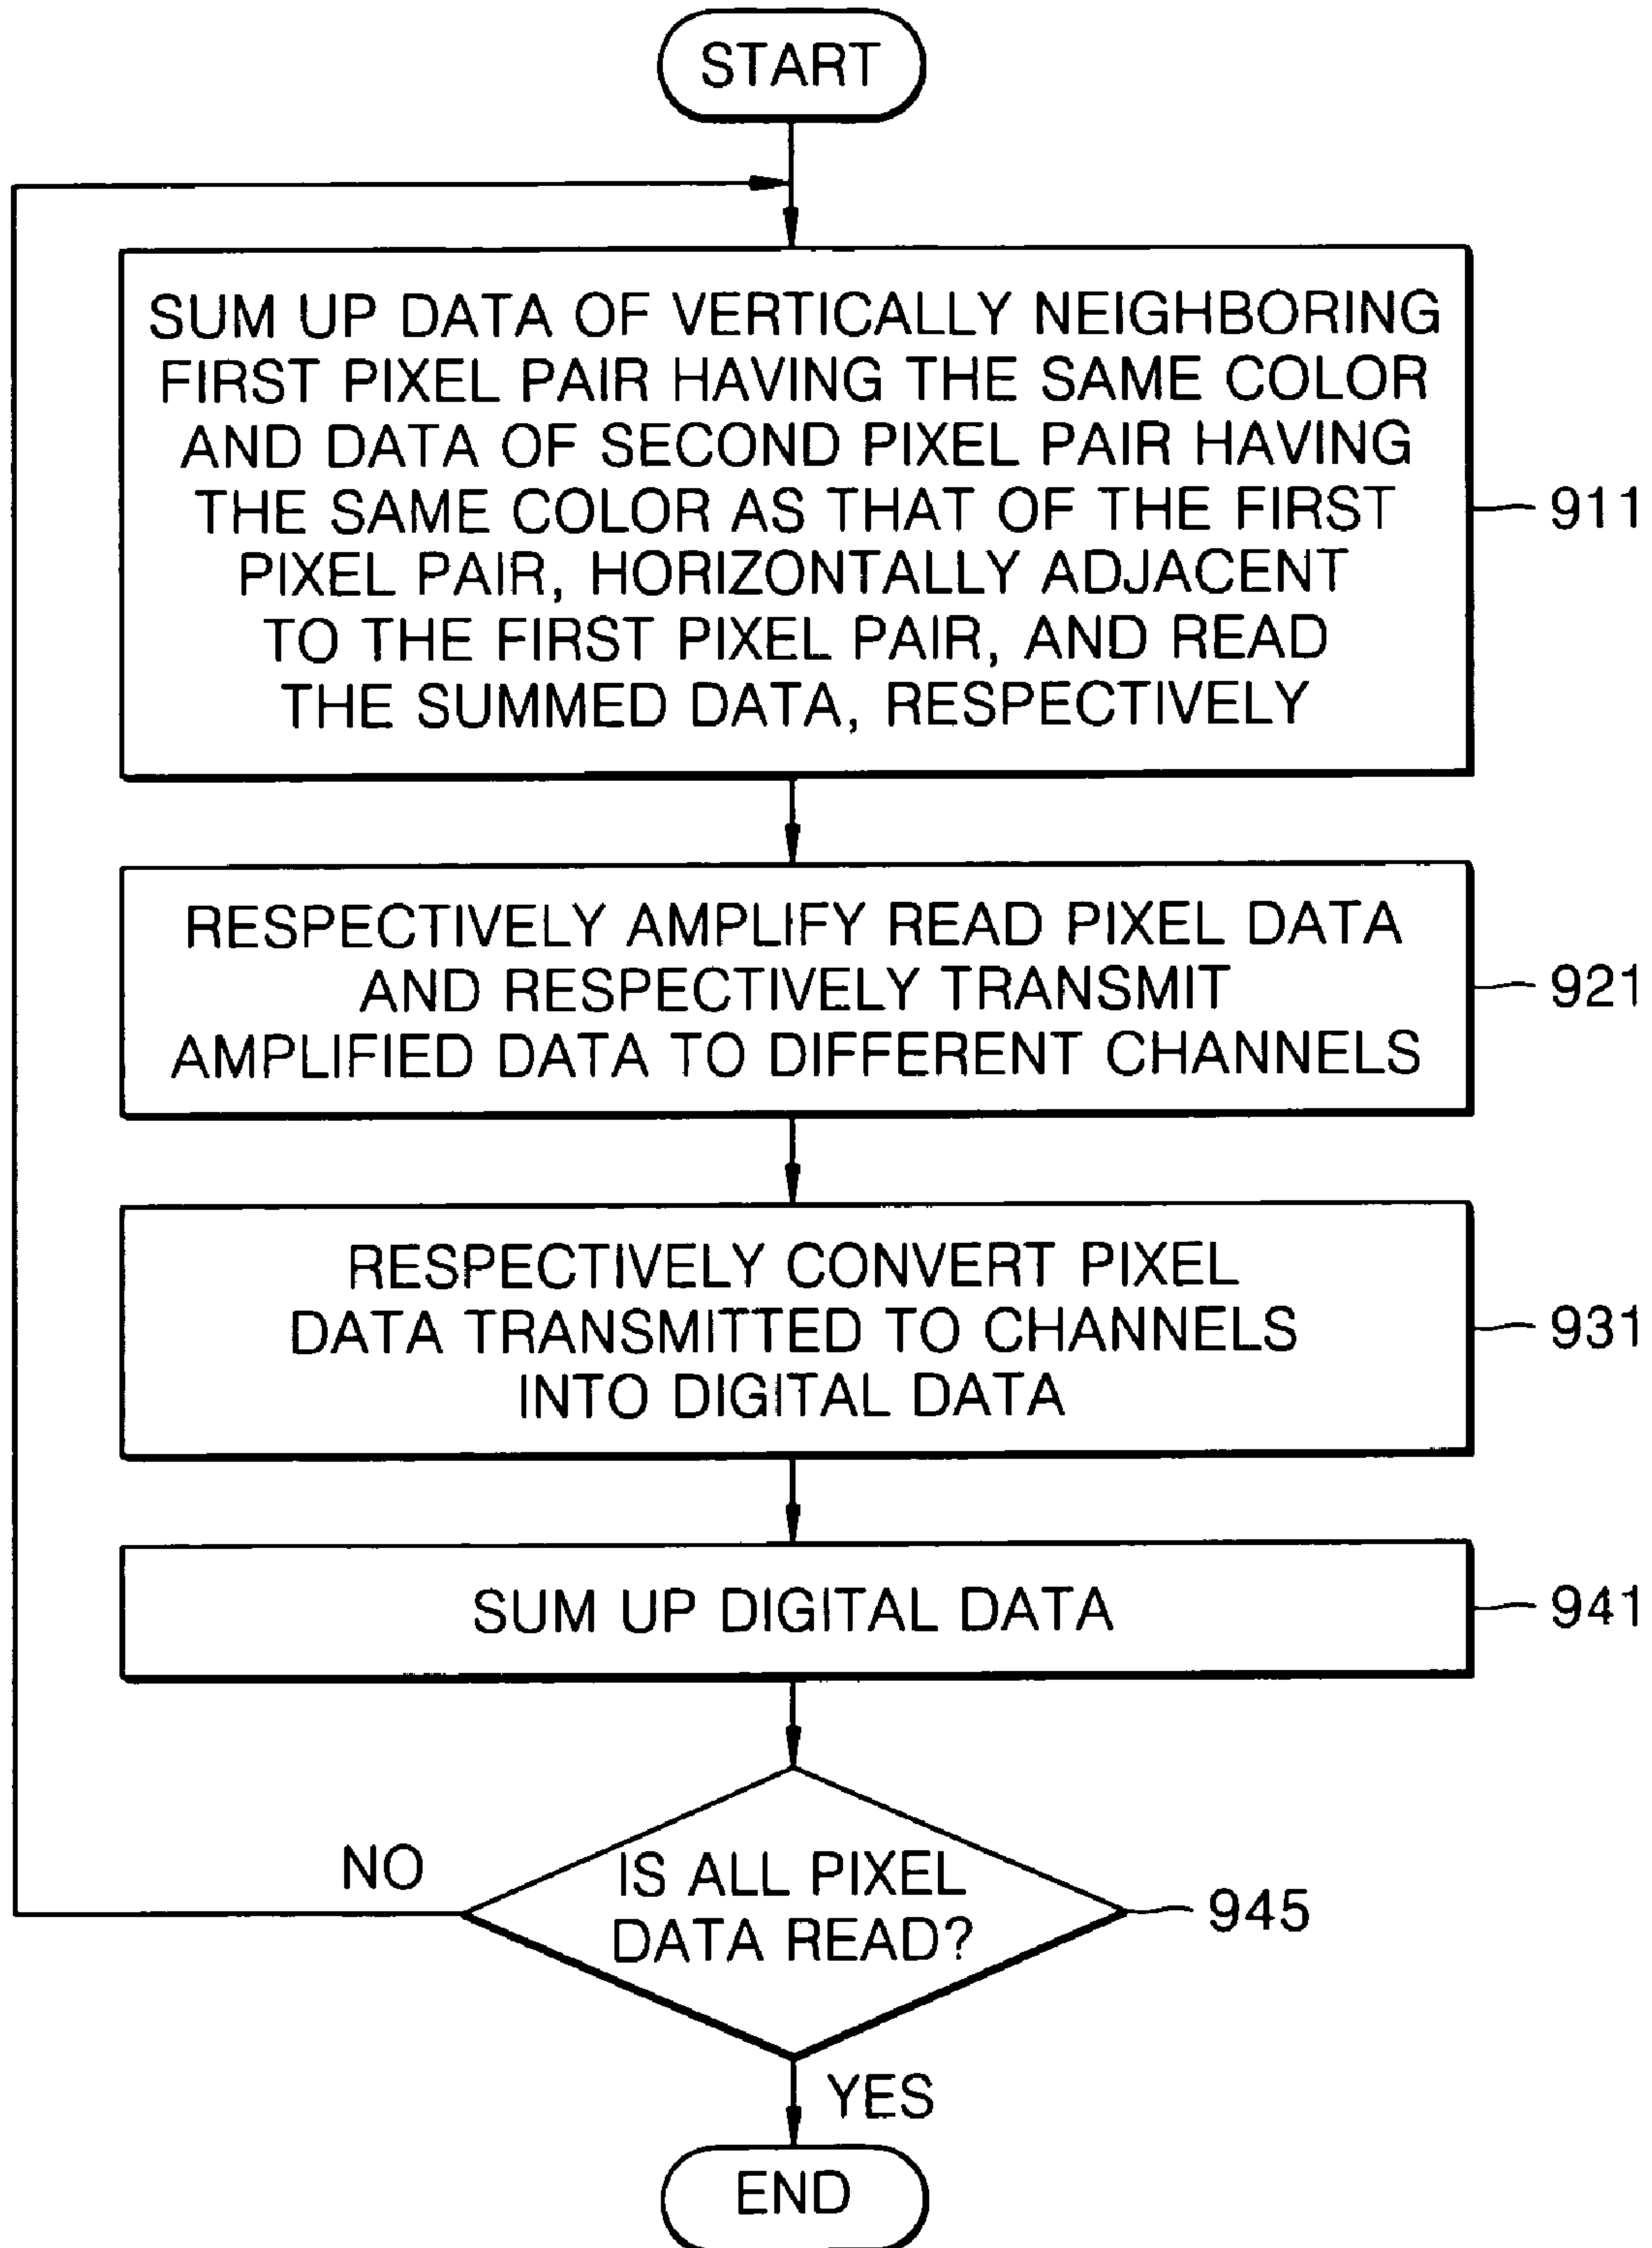 START
SUM UP DATA OF VERTICALLY NEIGHBORING
FIRST PIXEL PAIR HAVING THE SAME COLOR
AND DATA OF SECOND PIXEL PAIR HAVING
THE SAME COLOR AS THAT OF THE FIRST
PIXEL PAIR, HORIZONTALLY ADJACENT
TO THE FIRST PIXEL PAIR, AND READ
THE SUMMED DATA, RESPECTIVELY
911
RESPECTIVELY AMPLIFY READ PIXEL DATA
AND RESPECTIVELY TRANSMIT
AMPLIFIED DATA TO DIFFERENT CHANNELS
921
RESPECTIVELY CONVERT PIXEL
DATA TRANSMITTED TO CHANNELS
INTO DIGITAL DATA
931
SUM UP DIGITAL DATA
941
NO
IS ALL PIXEL
DATA READ?
945
YES
END